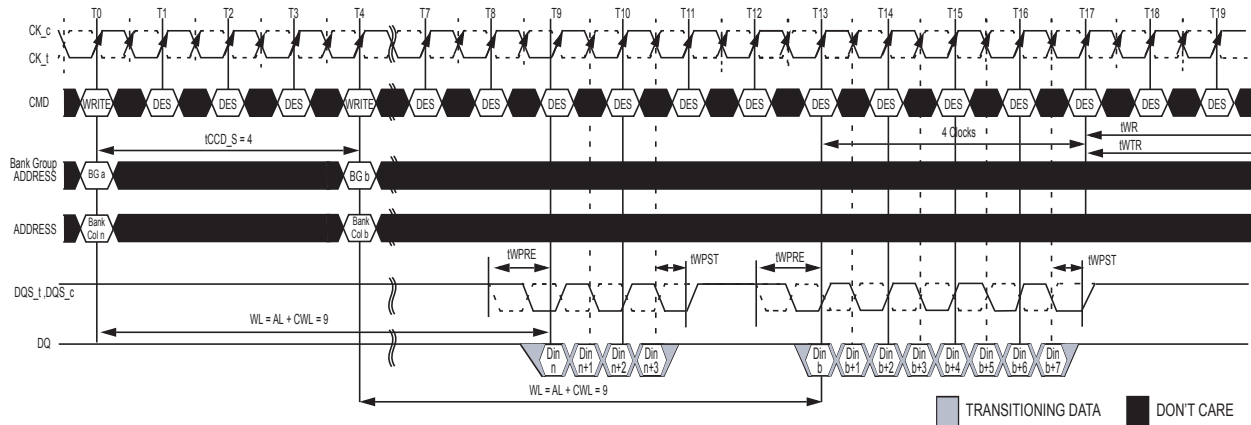 T0 T1 T2 T3 T4 T7 T8 T9 T10 T11 T12 T13 T14 T15 T16 T17 T18 T19
CK_c
CK_t
CMD WRITE DES DES DES WRITE DES DES DES DES DES DES DES DES DES DES DES DES DES
tCCD_S = 4 4 Clocks tWR
tWTR
Bank Group
ADDRESS BG a BG b
ADDRESS Bank
Col n Bank
Col b
tWPRE tWPST tWPRE tWPST
DQS_t ,DQS_c
WL = AL + CWL = 9
DQ Din
n Din
n+1 Din
n+2 Din
n+3 Din
b Din
b+1 Din
b+2 Din
b+3 Din
b+4 Din
b+5 Din
b+6 Din
b+7
WL = AL + CWL = 9
TRANSITIONING DATA DON'T CARE